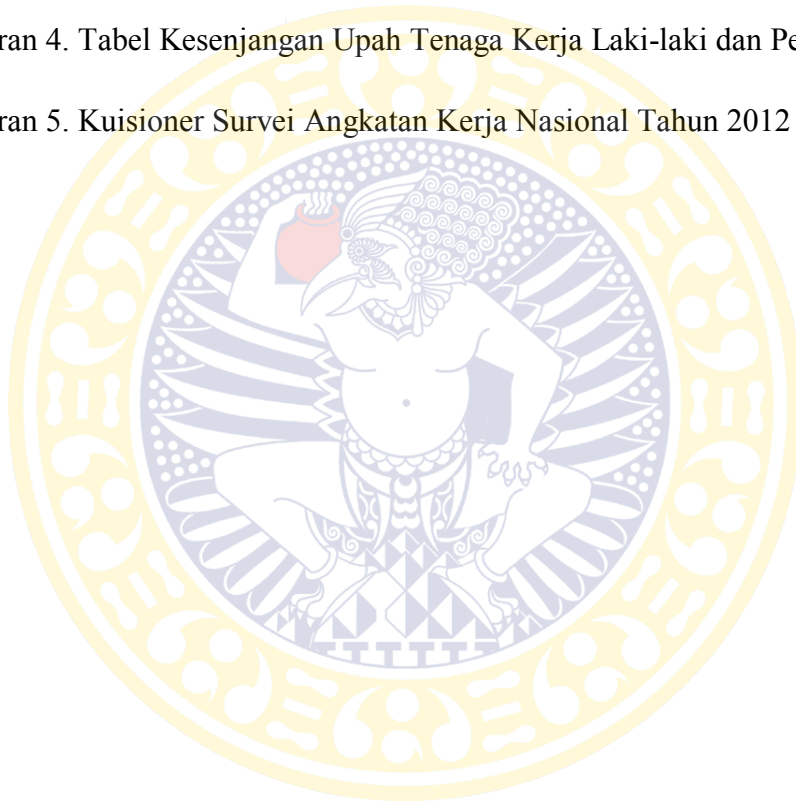 ran 4. Tabel Kesenjangan Upah Tenaga Kerja Laki-laki dan Pe
ran 5. Kuisioner Survei Angkatan Kerja Nasional Tahun 2012